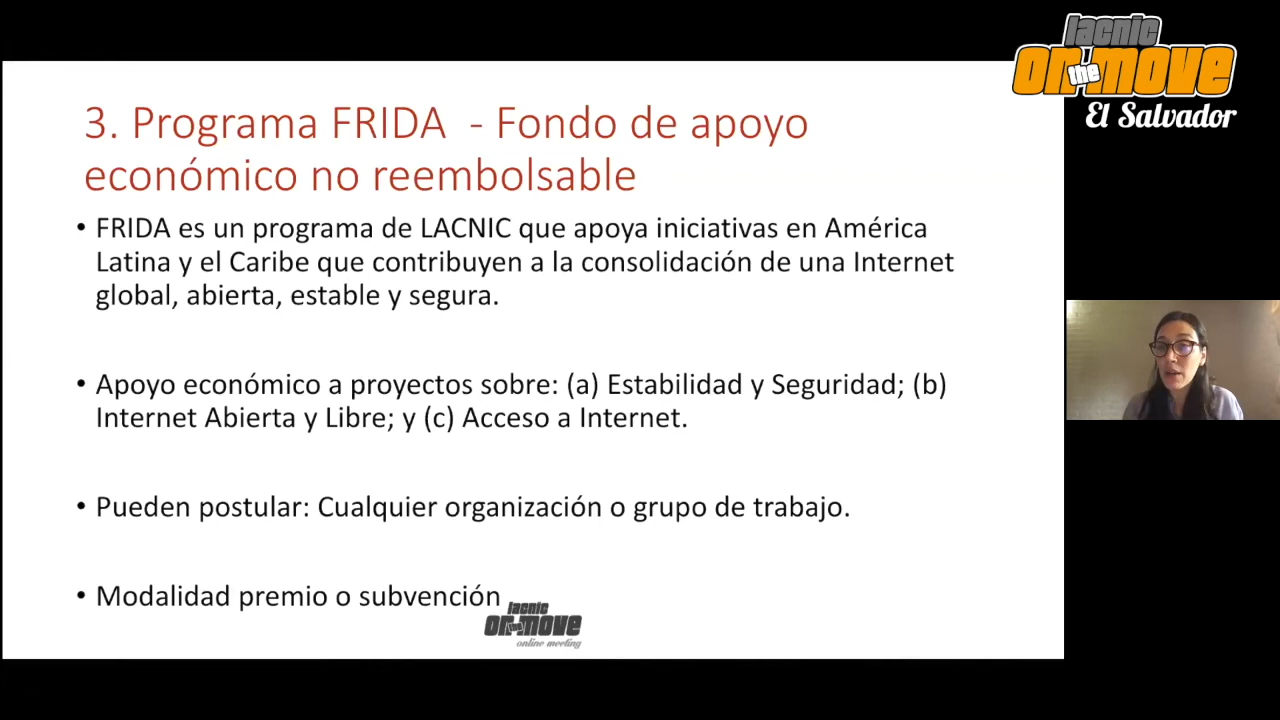 lacnic
on the move
El Salvador
3. Programa FRIDA - Fondo de apoyo
económico no reembolsable
• FRIDA es un programa de LACNIC que apoya iniciativas en América
Latina y el Caribe que contribuyen a la consolidación de una Internet
global, abierta, estable y segura.
• Apoyo económico a proyectos sobre: (a) Estabilidad y Seguridad; (b)
Internet Abierta y Libre; y (c) Acceso a Internet.
• Pueden postular: Cualquier organización o grupo de trabajo.
• Modalidad premio o subvención
lacnic
on the move
online meeting